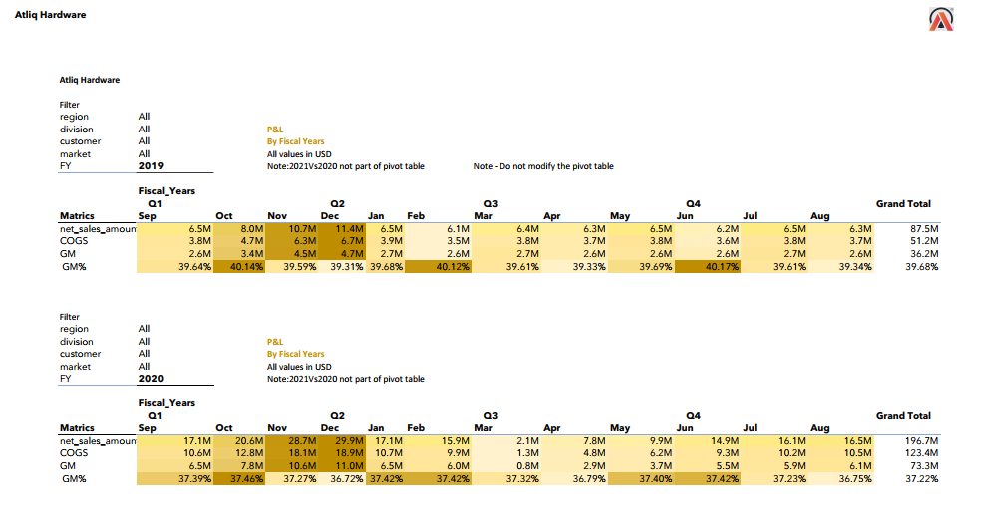 Atliq Hardware
Atliq Hardware
Filter
region All
division All P&L
customer All By Fiscal Years
market All All values in USD
FY 2019 Note:2021Vs2020 not part of pivot table Note - Do not modify the pivot table
Fiscal_Years
Q1 Q2 Q3 Q4 Grand Total
Matrics Sep Oct Nov Dec Jan Feb Mar Apr May Jun Jul Aug
net_sales_amoun 6.5M 8.0M 10.7M 11.4M 6.5M 6.1M 6.4M 6.3M 6.5M 6.2M 6.5M 6.3M 87.5M
COGS 3.8M 4.7M 6.3M 6.7M 3.9M 3.5M 3.8M 3.7M 3.8M 3.6M 3.8M 3.7M 51.2M
GM 2.6M 3.4M 4.5M 4.7M 2.7M 2.6M 2.7M 2.6M 2.6M 2.6M 2.7M 2.6M 36.2M
GM% 39.64% 40.14% 39.59% 39.31% 39.68% 40.12% 39.61% 39.33% 39.69% 40.17% 39.61% 39.34% 39.68%
Filter
region All
division All P&L
customer All By Fiscal Years
market All All values in USD
FY 2020 Note:2021Vs2020 not part of pivot table
Fiscal_Years
Q1 Q2 Q3 Q4 Grand Total
Matrics Sep Oct Nov Dec Jan Feb Mar Apr May Jun Jul Aug
net_sales_amoun 17.1M 20.6M 28.7M 29.9M 17.1M 15.9M 2.1M 7.8M 9.9M 14.9M 16.1M 16.5M 196.7M
COGS 10.6M 12.8M 18.1M 18.9M 10.7M 9.9M 1.3M 4.8M 6.2M 9.3M 10.2M 10.5M 123.4M
GM 6.5M 7.8M 10.6M 11.0M 6.5M 6.0M 0.8M 2.9M 3.7M 5.5M 5.9M 6.1M 73.3M
GM% 37.39% 37.46% 37.27% 36.72% 37.42% 37.42% 37.32% 36.79% 37.40% 37.42% 37.23% 36.75% 37.22%